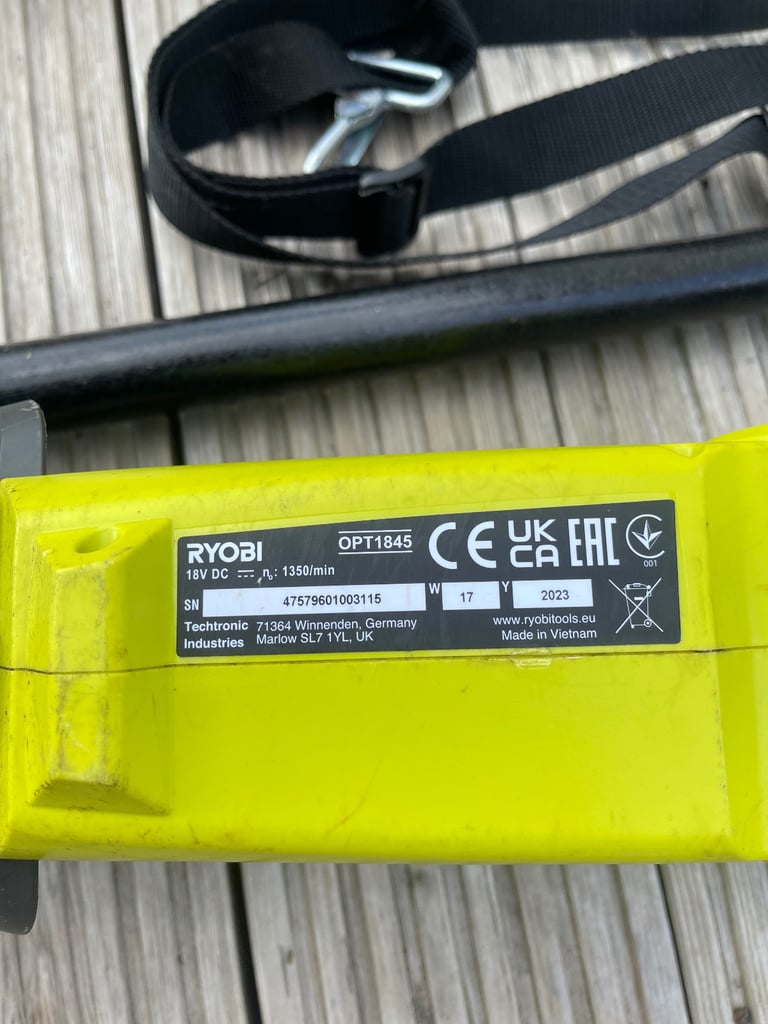 RYOBI OPT1845 CE UK CA EAC
18V DC n₀: 1350/min 001
SN 47579601003115 W 17 Y 2023
Techtronic 71364 Winnenden, Germany www.ryobitools.eu
Industries Marlow SL7 1YL, UK Made in Vietnam